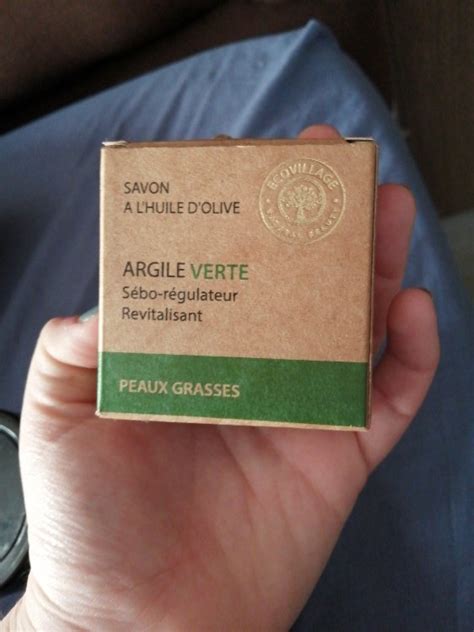 SAVON
A L'HUILE D'OLIVE
ECOVILLAGE
ARGILE VERTE
Sébo-régulateur
Revitalisant
PEAUX GRASSES